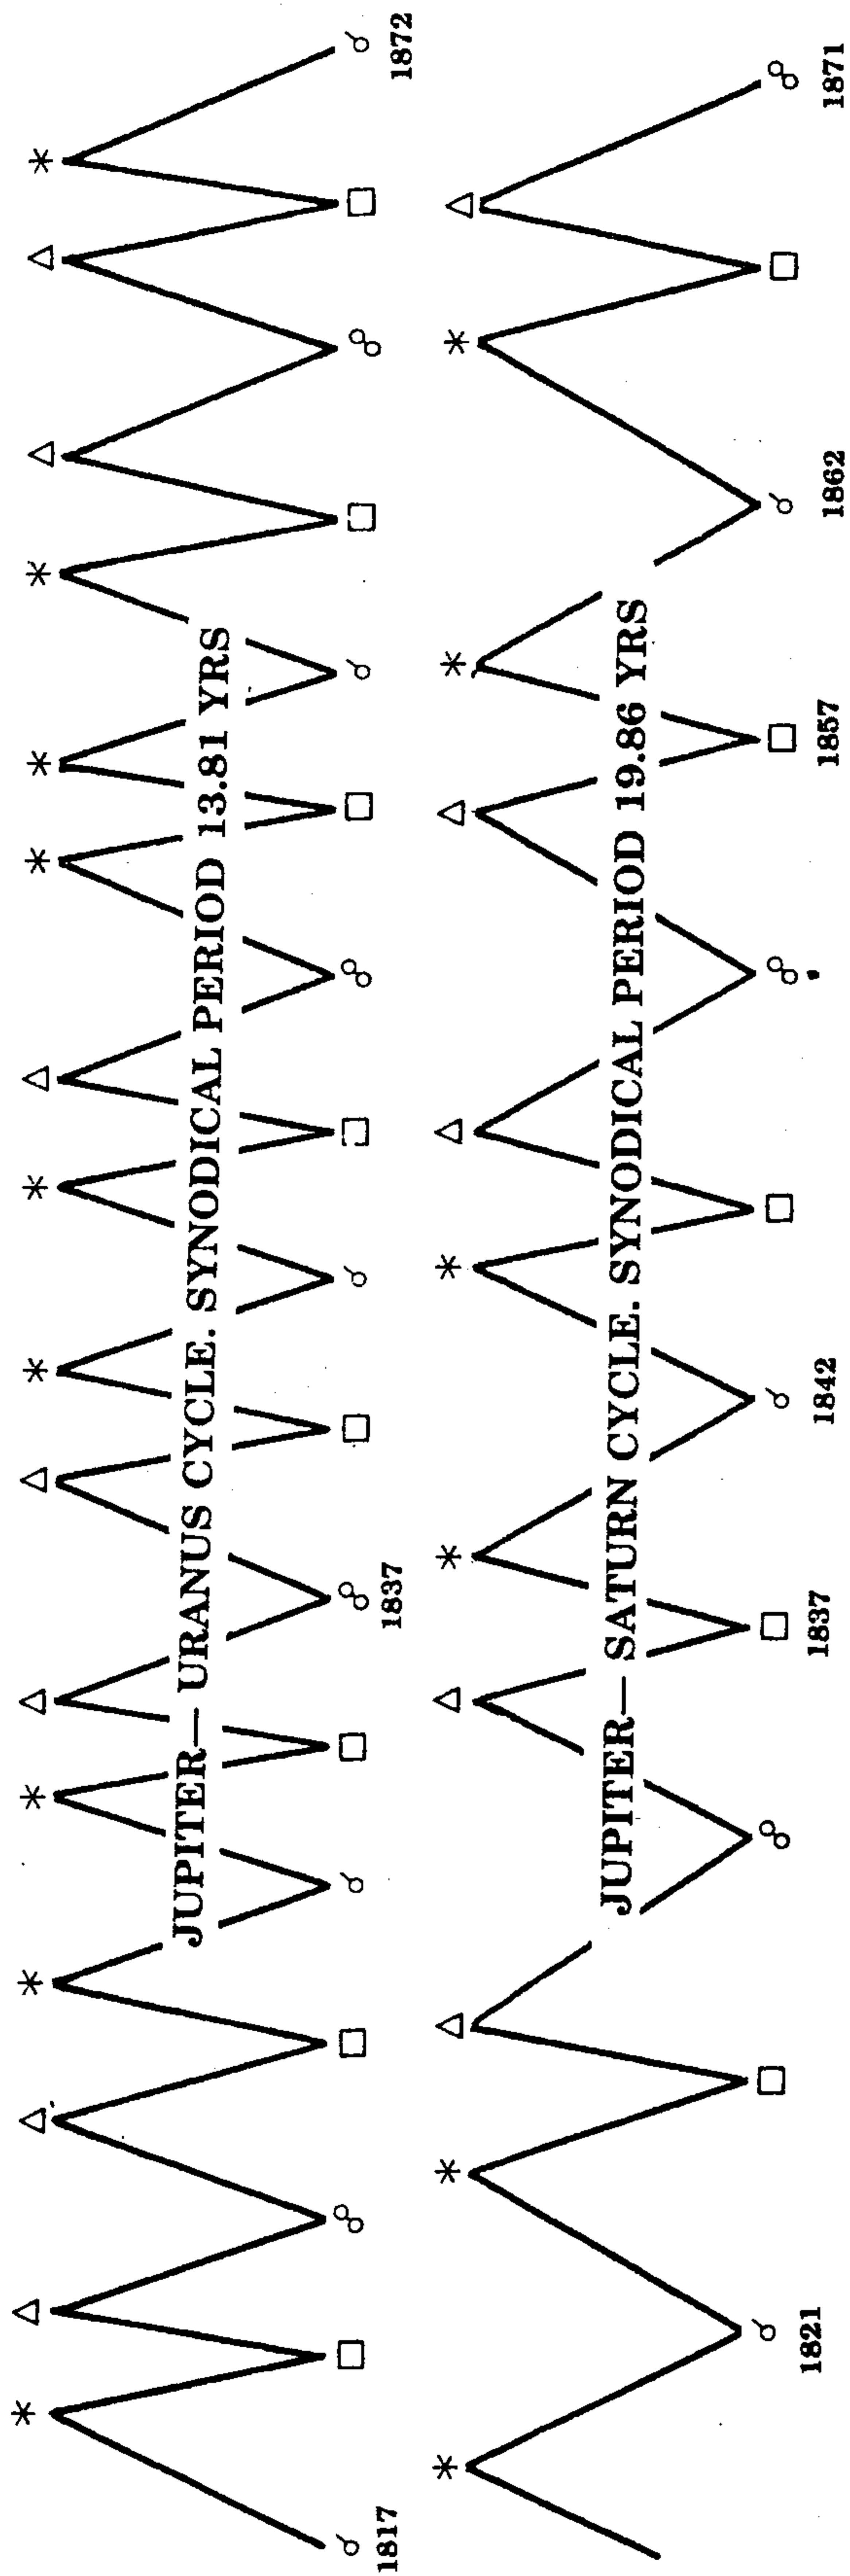 JUPITER— URANUS CYCLE. SYNODICAL PERIOD 13.81 YRS
1817 1837 1872
JUPITER— SATURN CYCLE. SYNODICAL PERIOD 19.86 YRS
1821 1837 1842 1857 1862 1871